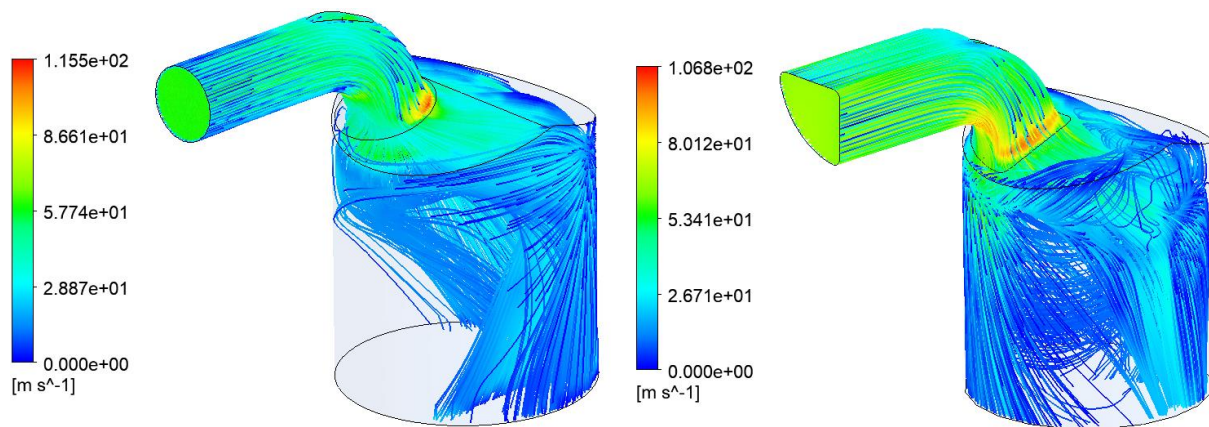 1.155e+02
8.661e+01
5.774e+01
2.887e+01
0.000e+00
[m s^-1]
1.068e+02
8.012e+01
5.341e+01
2.671e+01
0.000e+00
[m s^-1]